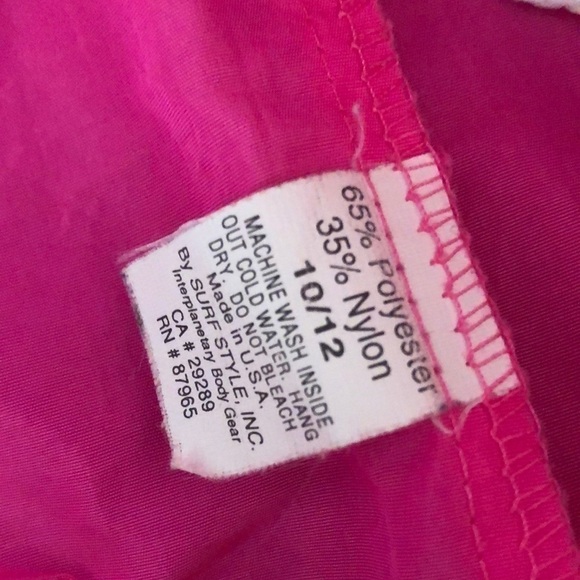 65% Polyester
35% Nylon
10/12
MACHINE WASH INSIDE
OUT COLD WATER. HANG
DRY. DO NOT BLEACH
Made in U.S.A.
By SURF STYLE, INC.
Interplanetary Body Gear
CA # 29289
RN # 87965